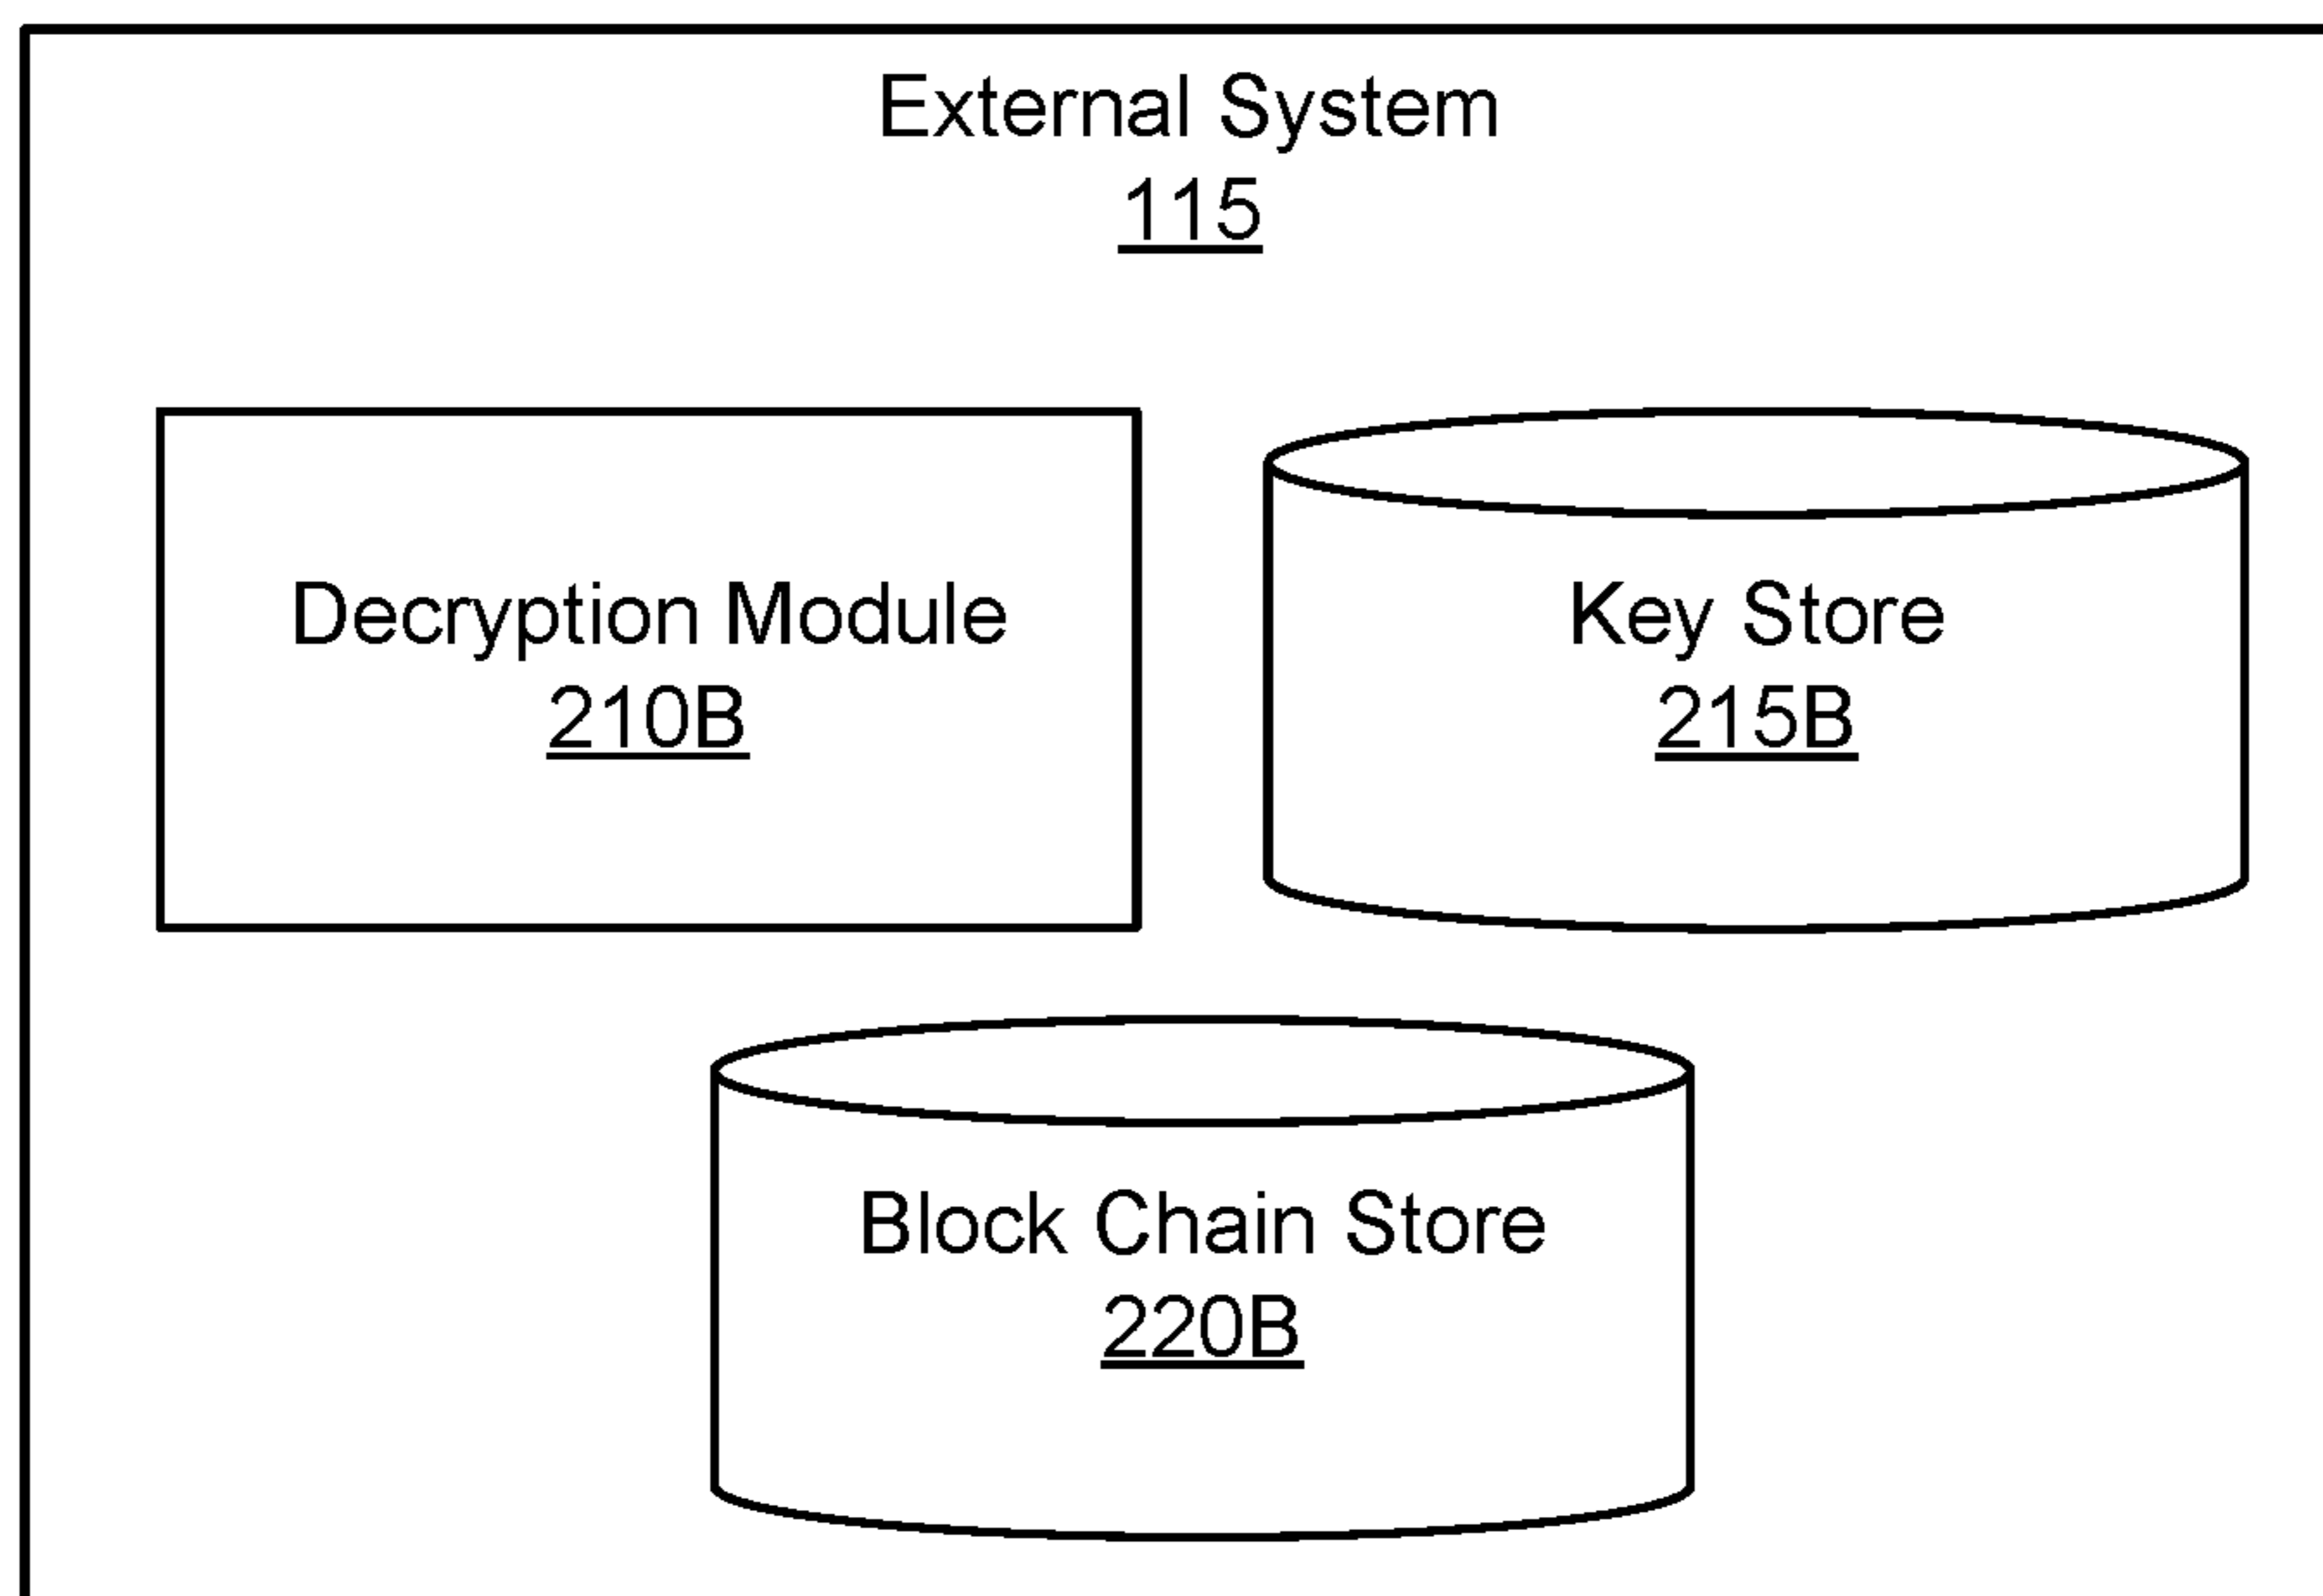 External System
115
Decryption Module
210B
Key Store
215B
Block Chain Store
220B